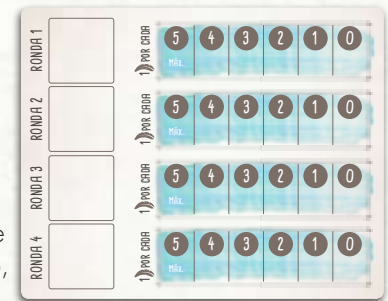 RONDA 1
1 POR CADA
5 4 3 2 1 0
MÁX.
RONDA 2
1 POR CADA
5 4 3 2 1 0
MÁX.
RONDA 3
1 POR CADA
5 4 3 2 1 0
MÁX.
e
RONDA 4
1 POR CADA
5 4 3 2 1 0
MÁX.
,